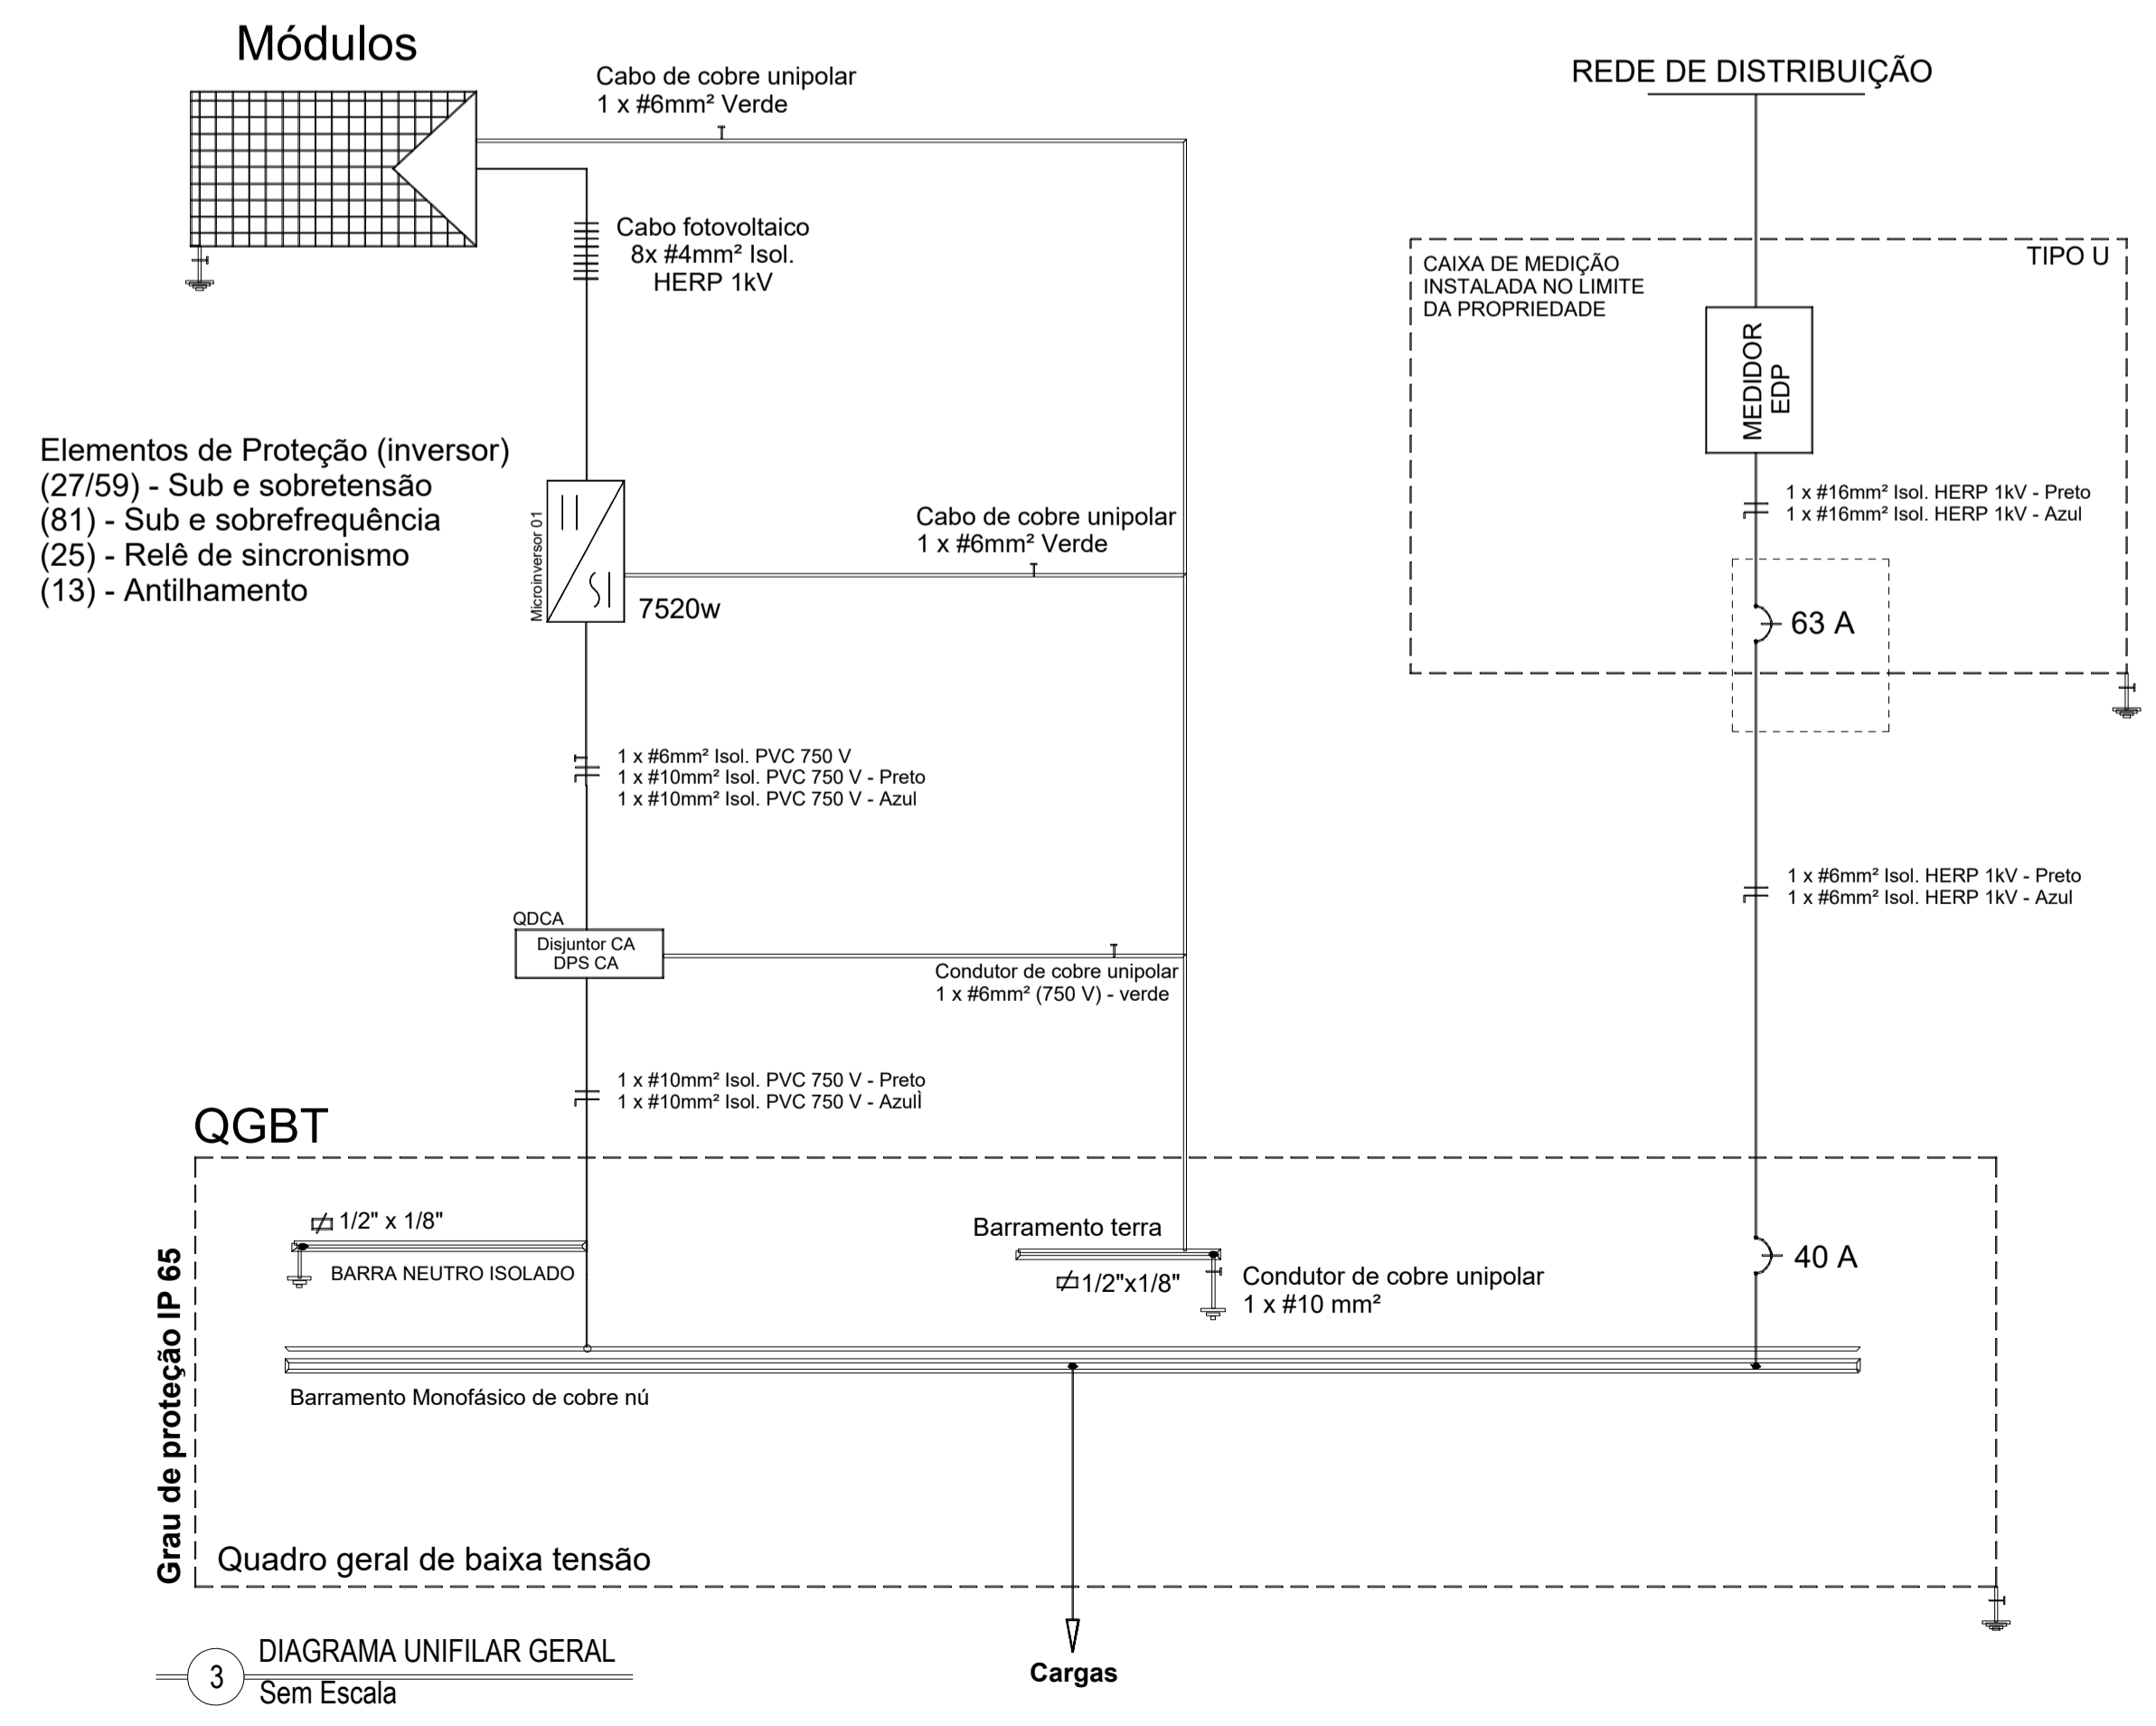 Módulos
Cabo de cobre unipolar
1 x #6mm² Verde
REDE DE DISTRIBUIÇÃO
Cabo fotovoltaico
8x #4mm² Isol.
HERP 1kV
TIPO U
CAIXA DE MEDIÇÃO
INSTALADA NO LIMITE
DA PROPRIEDADE
MEDIDOR
EDP
Elementos de Proteção (inversor)
(27/59) - Sub e sobretensão
(81) - Sub e sobrefrequência
(25) - Relê de sincronismo
(13) - Antilhamento
Microinversor 01
7520w
Cabo de cobre unipolar
1 x #6mm² Verde
1 x #16mm² Isol. HERP 1kV - Preto
1 x #16mm² Isol. HERP 1kV - Azul
63 A
1 x #6mm² Isol. PVC 750 V
1 x #10mm² Isol. PVC 750 V - Preto
1 x #10mm² Isol. PVC 750 V - Azul
1 x #6mm² Isol. HERP 1kV - Preto
1 x #6mm² Isol. HERP 1kV - Azul
QDCA
Disjuntor CA
DPS CA
Condutor de cobre unipolar
1 x #6mm² (750 V) - verde
1 x #10mm² Isol. PVC 750 V - Preto
1 x #10mm² Isol. PVC 750 V - AzulÌ
QGBT
1/2" x 1/8"
BARRA NEUTRO ISOLADO
Barramento terra
1/2"x1/8"
Condutor de cobre unipolar
1 x #10 mm²
40 A
Barramento Monofásico de cobre nú
Grau de proteção IP 65
Quadro geral de baixa tensão
Cargas
3
DIAGRAMA UNIFILAR GERAL
Sem Escala